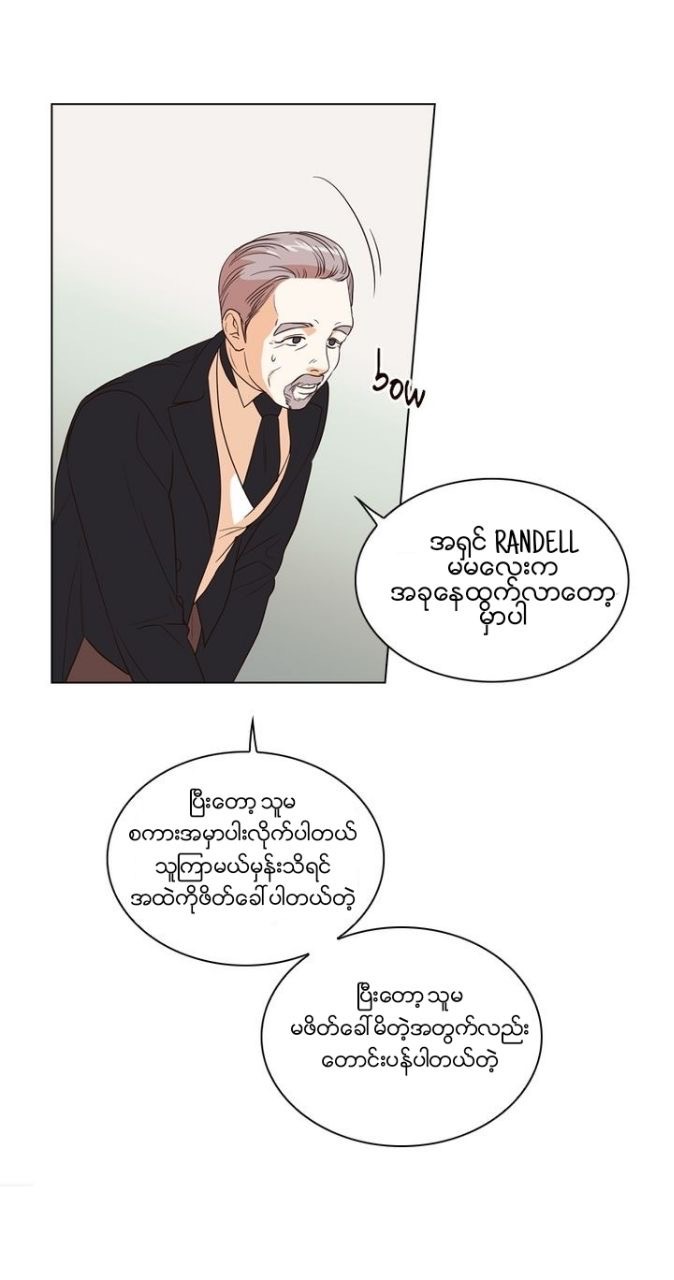 bow
အရှင် RANDELL
မမလေးက
အခုနေထွက်လာတော့
မှာပါ
ပြီးတော့ သူမ
စကားအမှာပါးလိုက်ပါတယ်
သူကြာမယ်မှန်းသိရင်
အထဲကိုဖိတ်ခေါ်ပါတယ်တဲ့
ပြီးတော့ သူမ
မဖိတ်ခေါ်မိတဲ့အတွက်လည်း
တောင်းပန်ပါတယ်တဲ့